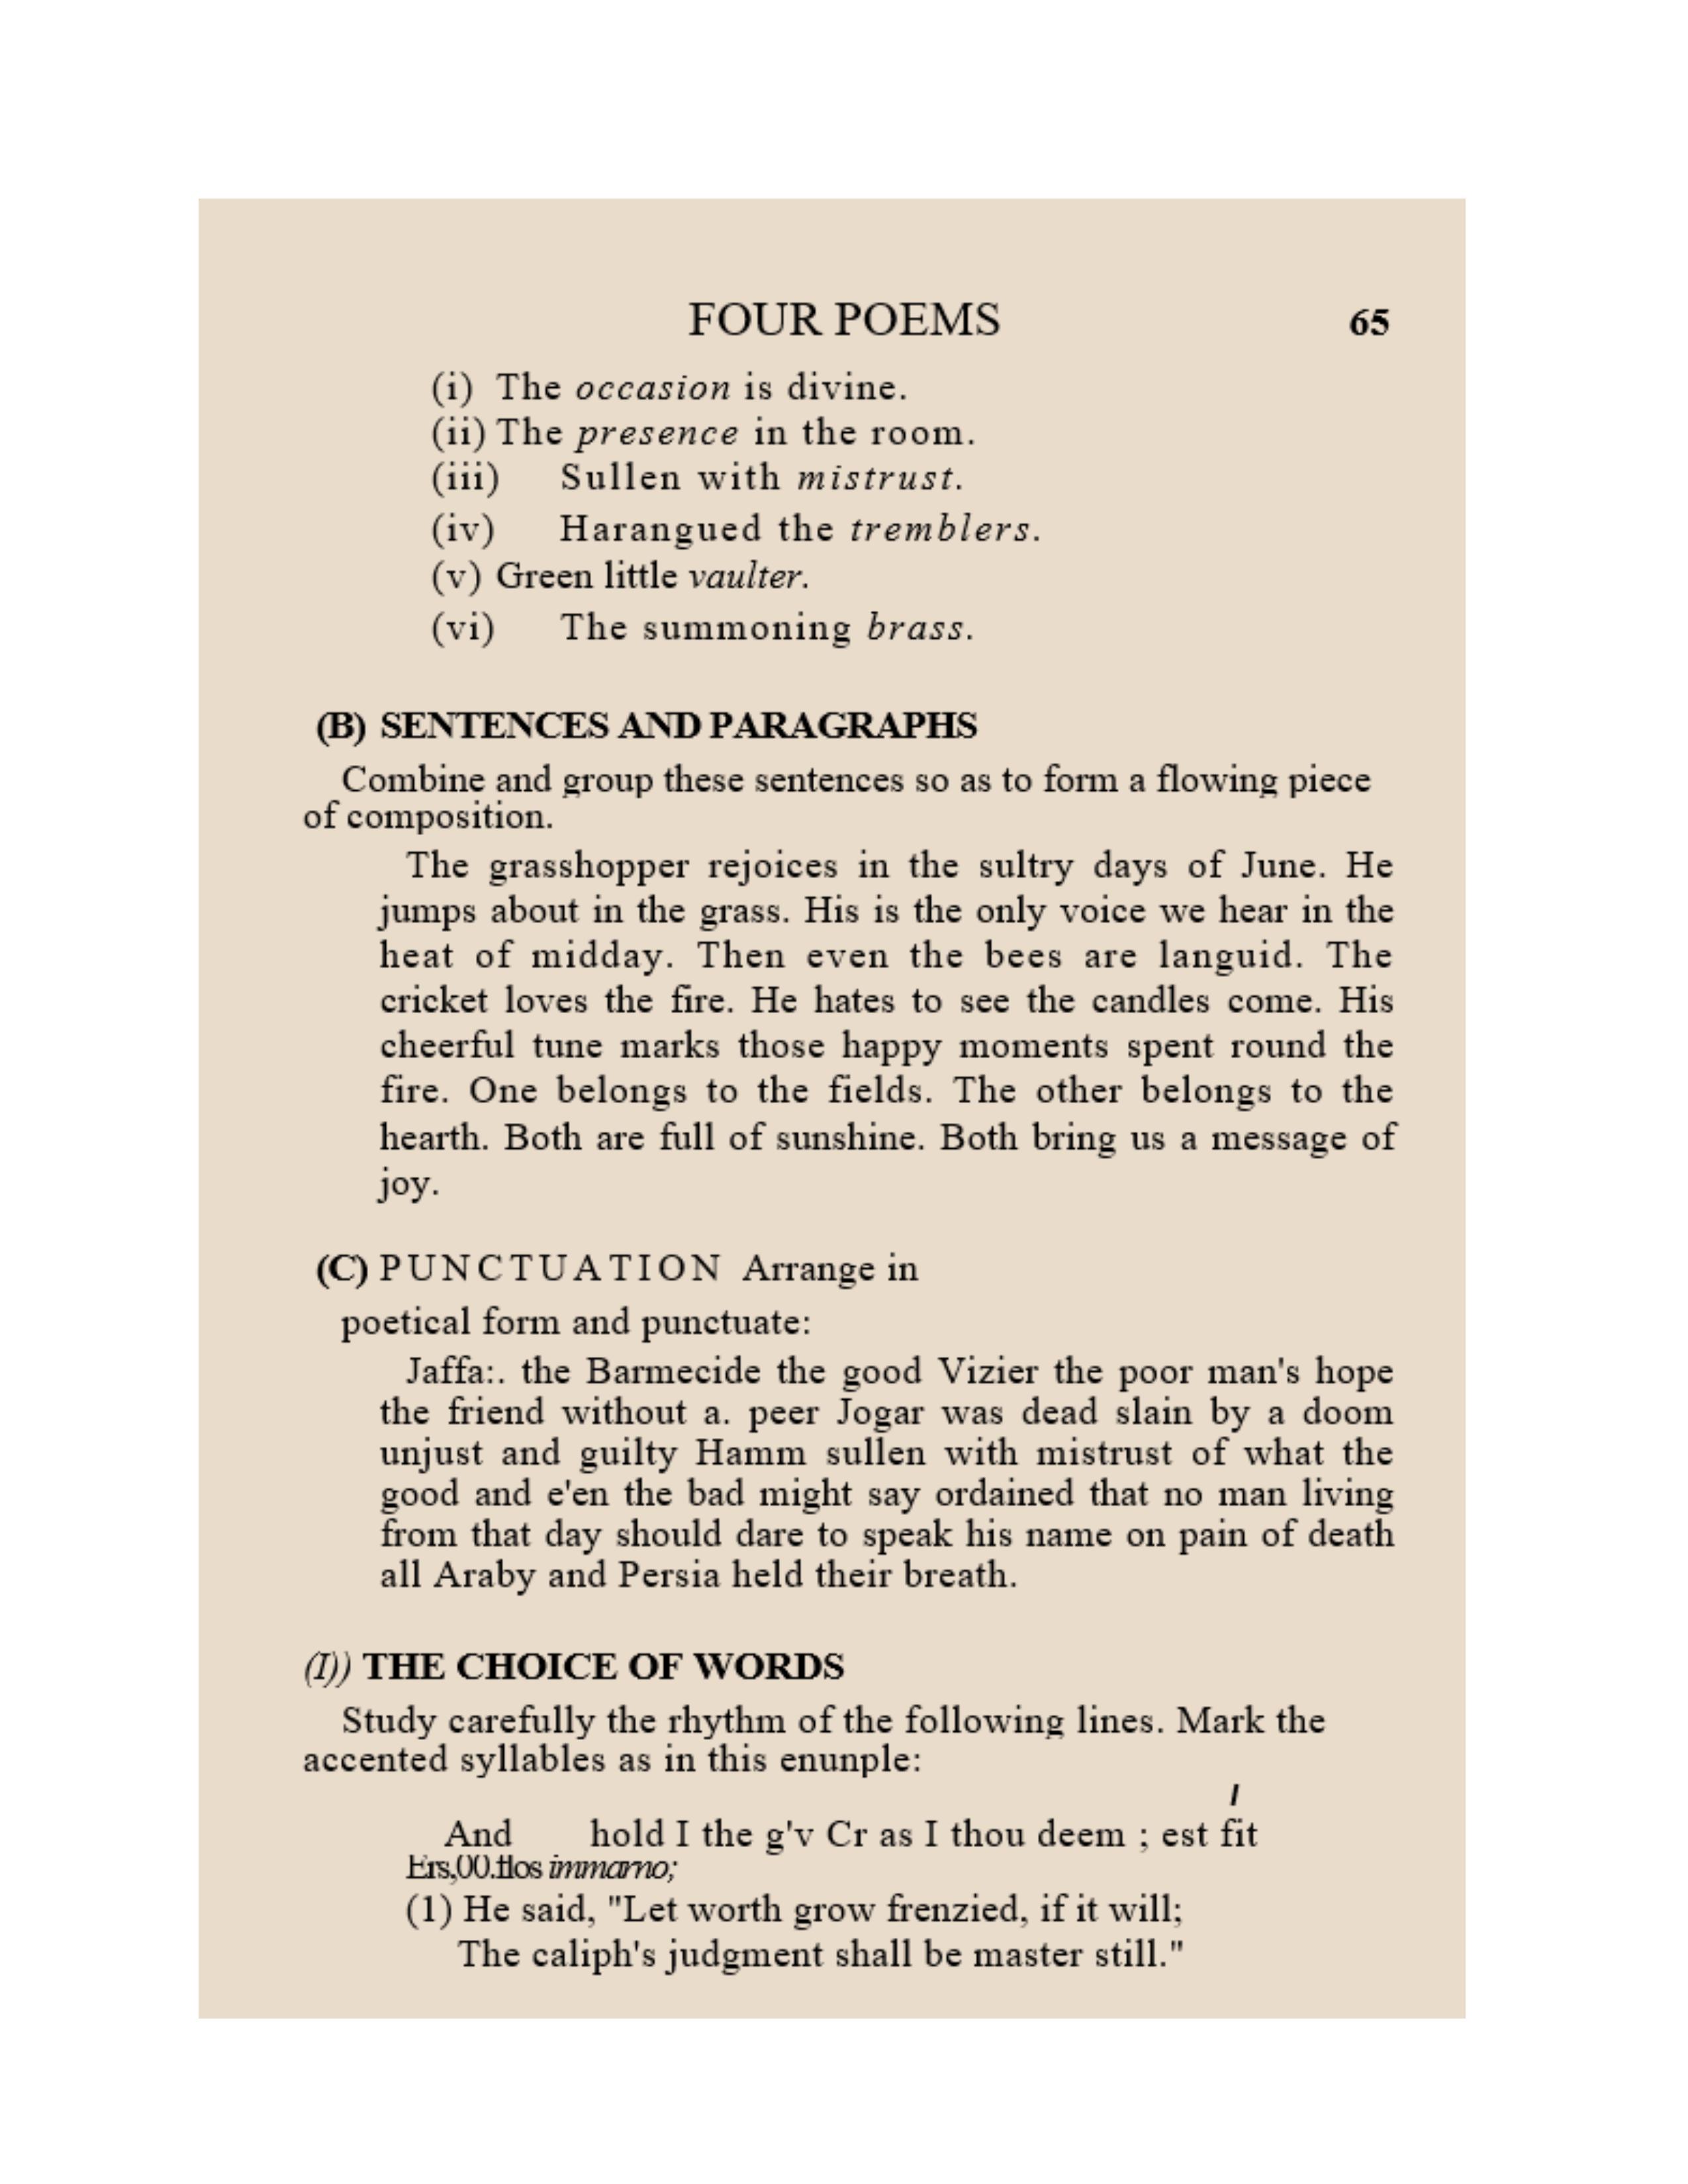 FOUR POEMS 65
(i) The occasion is divine.
(ii) The presence in the room.
(iii) Sullen with mistrust.
(iv) Harangued the tremblers.
(v) Green little vaulter.
(vi) The summoning brass.
(B) SENTENCES AND PARAGRAPHS
Combine and group these sentences so as to form a flowing piece
of composition.
The grasshopper rejoices in the sultry days of June. He
jumps about in the grass. His is the only voice we hear in the
heat of midday. Then even the bees are languid. The
cricket loves the fire. He hates to see the candles come. His
cheerful tune marks those happy moments spent round the
fire. One belongs to the fields. The other belongs to the
hearth. Both are full of sunshine. Both bring us a message of
joy.
(C) PUNCTUATION Arrange in
poetical form and punctuate:
Jaffa:. the Barmecide the good Vizier the poor man's hope
the friend without a. peer Jogar was dead slain by a doom
unjust and guilty Hamm sullen with mistrust of what the
good and e'en the bad might say ordained that no man living
from that day should dare to speak his name on pain of death
all Araby and Persia held their breath.
(I)) THE CHOICE OF WORDS
Study carefully the rhythm of the following lines. Mark the
accented syllables as in this enunple:
I
And hold I the g'v Cr as I thou deem ; est fit
Ers,00.tlos immarno;
(1) He said, "Let worth grow frenzied, if it will;
The caliph's judgment shall be master still."